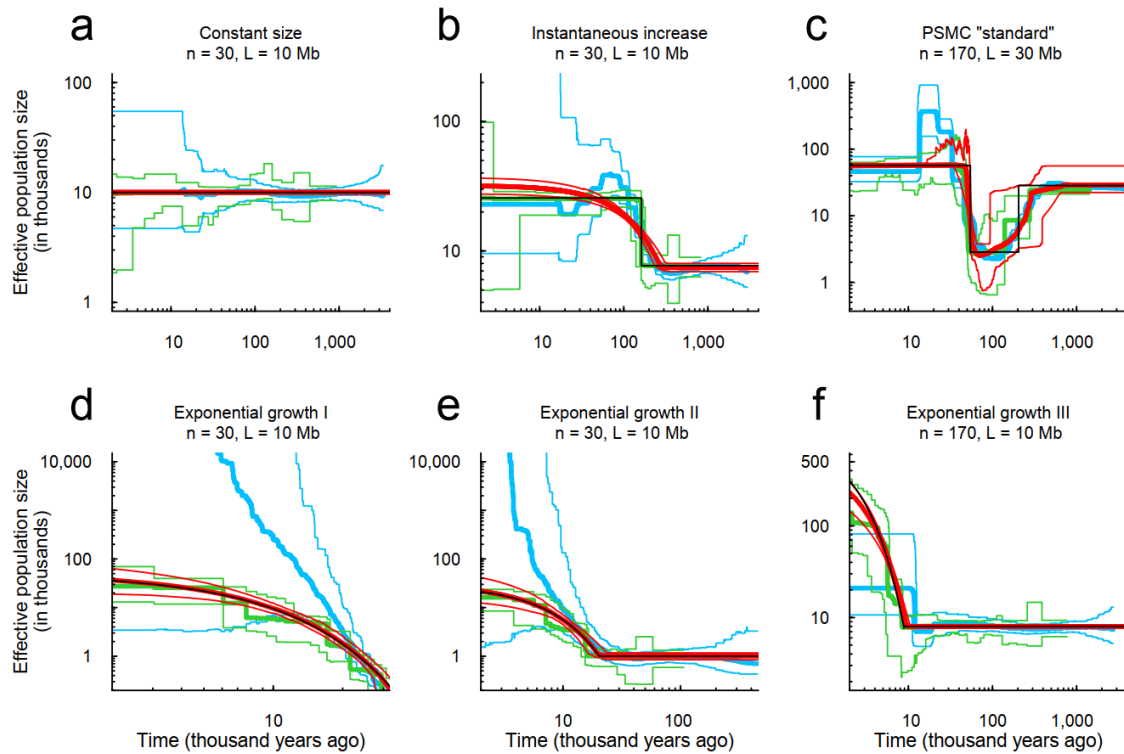 a
Constant size
n = 30, L = 10 Mb
b
Instantaneous increase
n = 30, L = 10 Mb
c
PSMC "standard"
n = 170, L = 30 Mb
Effective population size
(in thousands)
100
10
1
10 100 1,000
100
10
10 100 1,000
1,000
100
10
1
10 100 1,000
d
Exponential growth I
n = 30, L = 10 Mb
e
Exponential growth II
n = 30, L = 10 Mb
f
Exponential growth III
n = 170, L = 10 Mb
Effective population size
(in thousands)
10,000
100
1
10
Time (thousand years ago)
10,000
100
1
10 100
Time (thousand years ago)
500
100
10
10 100 1,000
Time (thousand years ago)